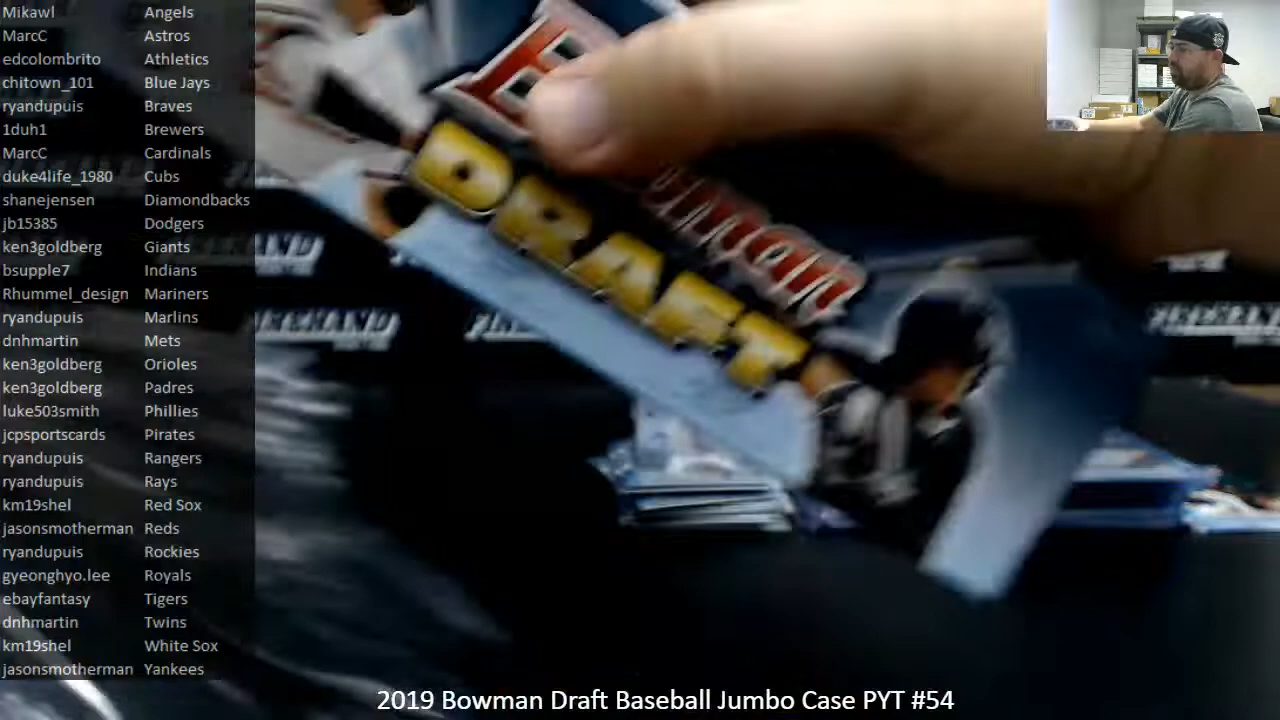 Mikawl Angels
MarcC Astros
edcolombrito Athletics
chitown_101 Blue Jays
ryandupuis Braves
1duh1 Brewers
MarcC Cardinals
duke4life_1980 Cubs
shanejensen Diamondbacks
jb15385 Dodgers
ken3goldberg Giants
bsupple7 Indians
Rhummel_design Mariners
ryandupuis Marlins
dnhmartin Mets
ken3goldberg Orioles
ken3goldberg Padres
luke503smith Phillies
jcpsportscards Pirates
ryandupuis Rangers
ryandupuis Rays
km19shel Red Sox
jasonsmotherman Reds
ryandupuis Rockies
gyeonghyo.lee Royals
ebayfantasy Tigers
dnhmartin Twins
km19shel White Sox
jasonsmotherman Yankees
DRAFT
FIREHAND
2019 Bowman Draft Baseball Jumbo Case PYT #54